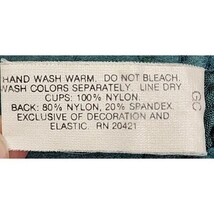 HAND WASH WARM. DO NOT BLEACH.
WASH COLORS SEPARATELY. LINE DRY
CUPS: 100% NYLON.
BACK: 80% NYLON, 20% SPANDEX.
EXCLUSIVE OF DECORATION AND
ELASTIC. RN 20421
GC